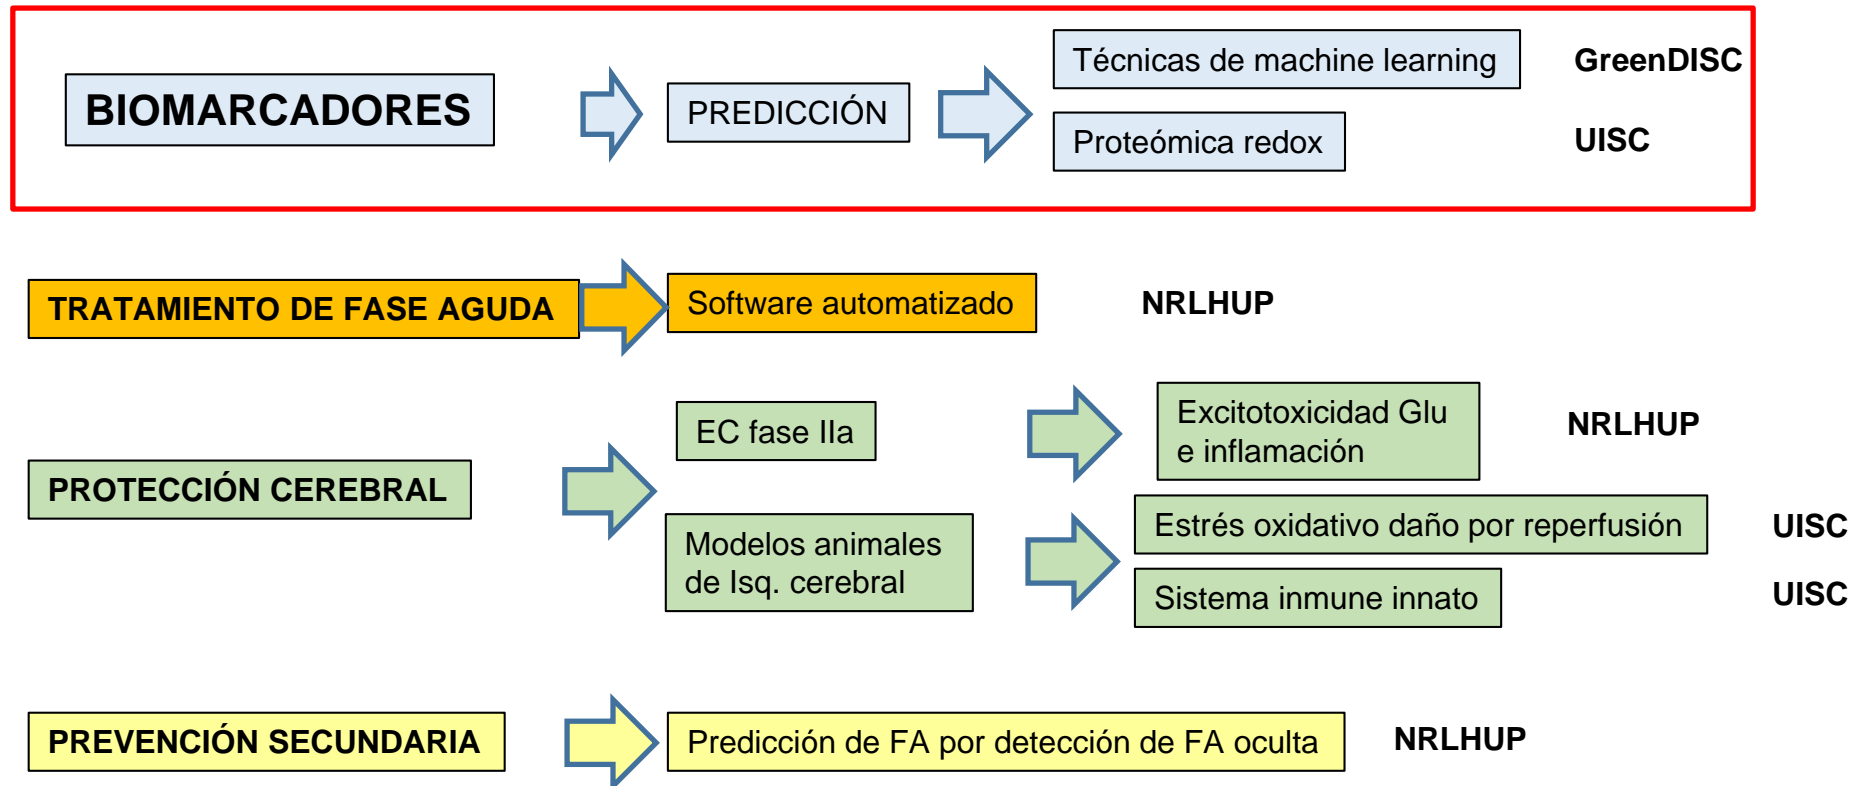 BIOMARCADORES
PREDICCIÓN
Técnicas de machine learning
GreenDISC
Proteómica redox
UISC
TRATAMIENTO DE FASE AGUDA
Software automatizado
NRLHUP
PROTECCIÓN CEREBRAL
EC fase IIa
Excitotoxicidad Glu
e inflamación
NRLHUP
Modelos animales
de Isq. cerebral
Estrés oxidativo daño por reperfusión
UISC
Sistema inmune innato
UISC
PREVENCIÓN SECUNDARIA
Predicción de FA por detección de FA oculta
NRLHUP